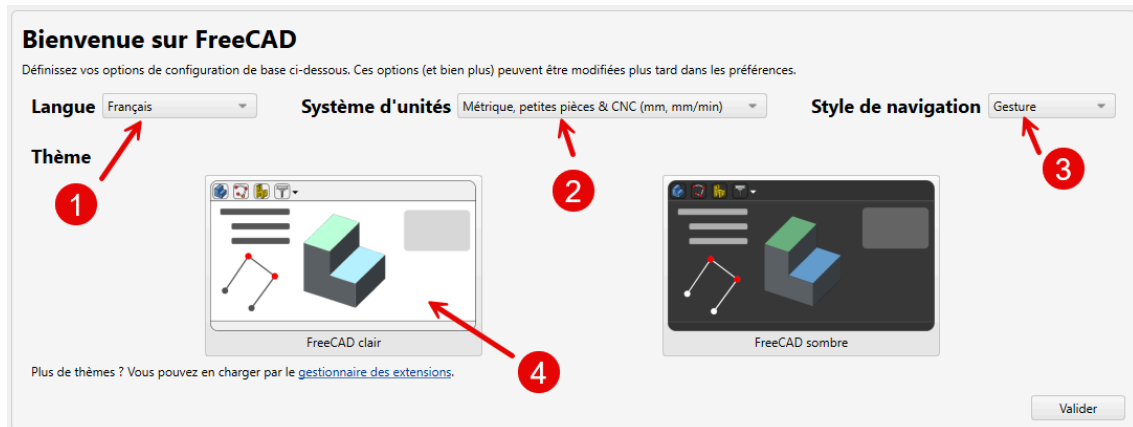 Bienvenue sur FreeCAD
Définissez vos options de configuration de base ci-dessous. Ces options (et bien plus) peuvent être modifiées plus tard dans les préférences.
Langue Français Système d'unités Métrique, petites pièces & CNC (mm, mm/min) Style de navigation Gesture
Thème
1 2 3
FreeCAD clair FreeCAD sombre
Plus de thèmes ? Vous pouvez en charger par le gestionnaire des extensions.
4
Valider